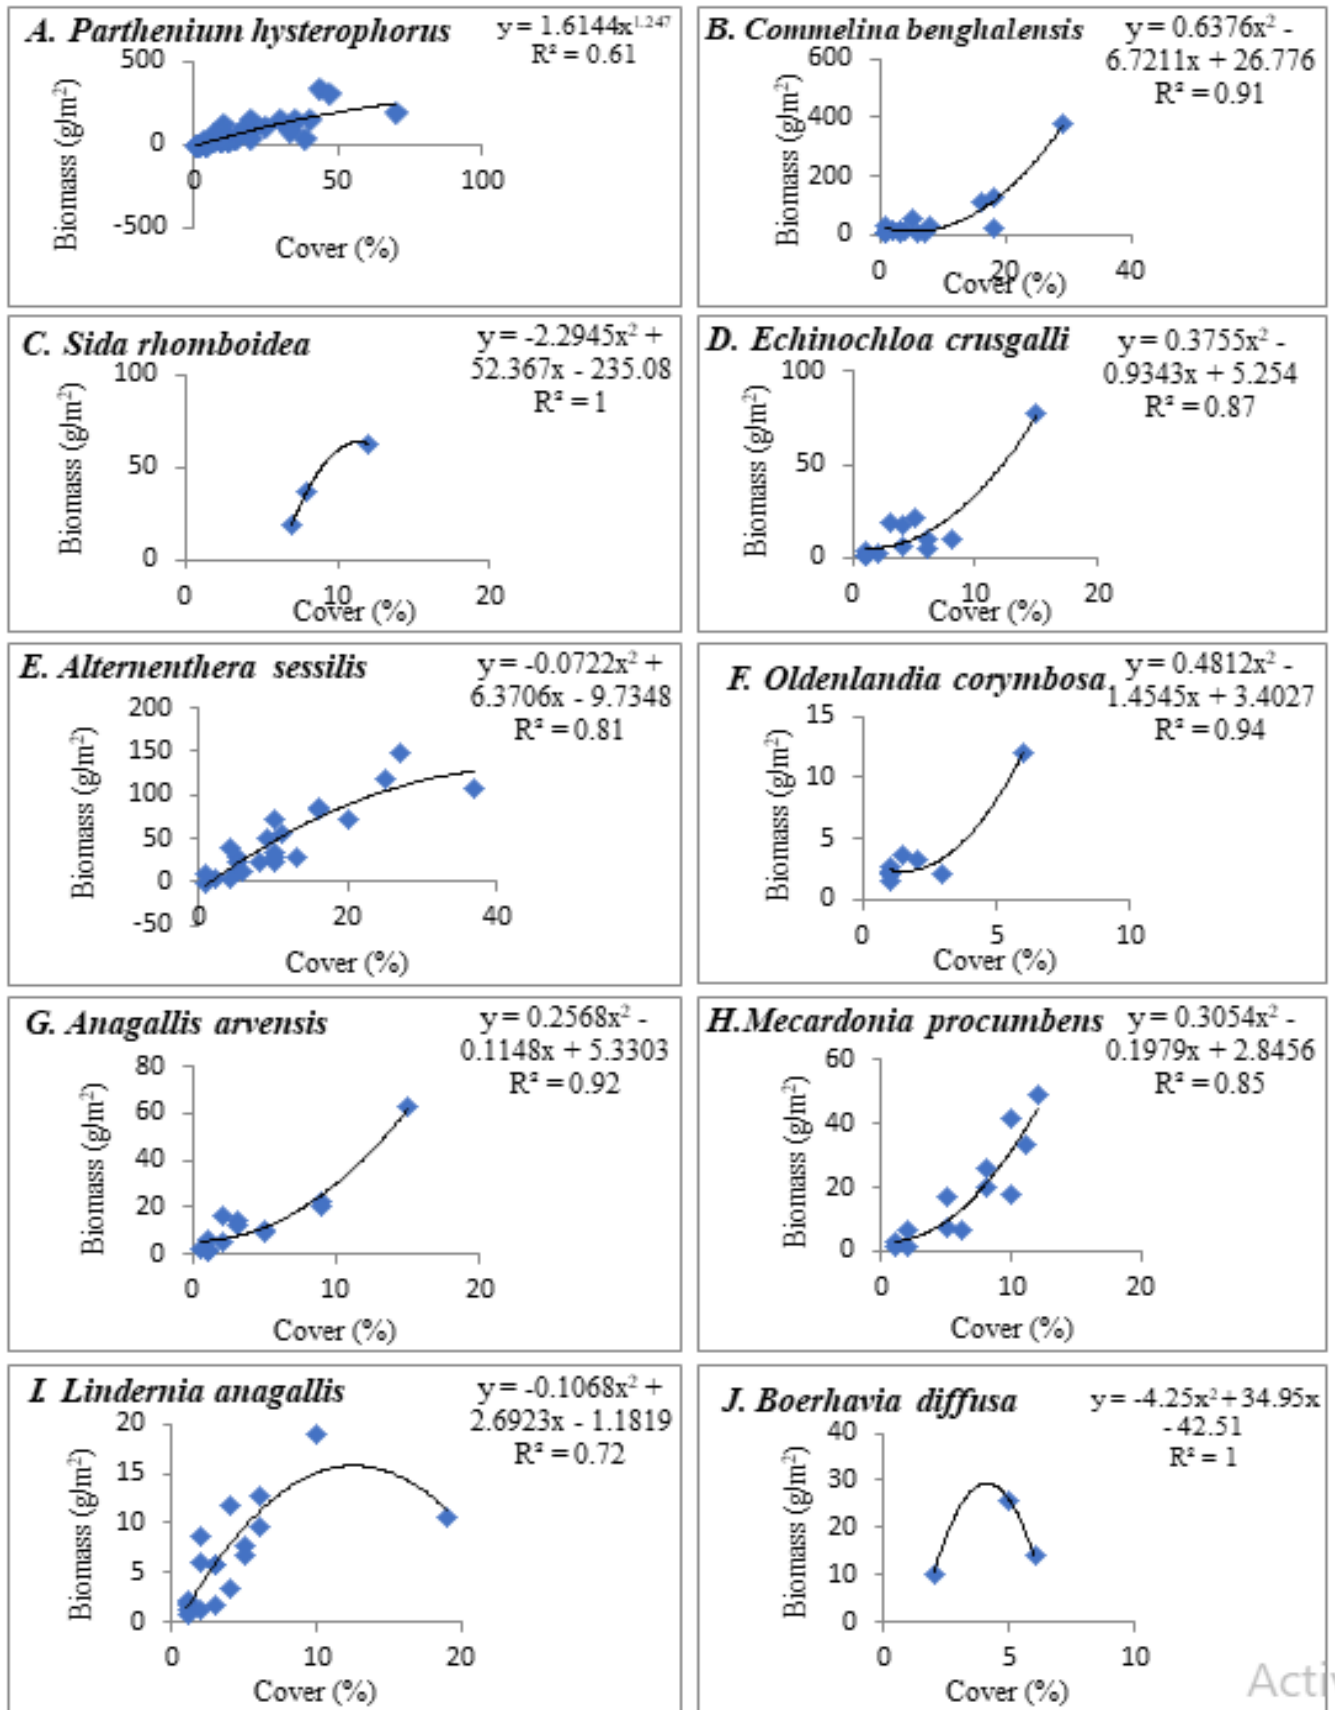 A. Parthenium hysterophorus
y = 1.6144x^1.247
R² = 0.61
Biomass (g/m²)
500
0
-500
0 50 100
Cover (%)
B. Commelina benghalensis
y = 0.6376x² -
6.7211x + 26.776
R² = 0.91
Biomass (g/m²)
600
400
200
0
0 20 40
Cover (%)
C. Sida rhomboidea
y = -2.2945x² +
52.367x - 235.08
R² = 1
Biomass (g/m²)
100
50
0
0 10 20
Cover (%)
D. Echinochloa crusgalli
y = 0.3755x² -
0.9343x + 5.254
R² = 0.87
Biomass (g/m²)
100
50
0
0 10 20
Cover (%)
E. Alternenthera sessilis
y = -0.0722x² +
6.3706x - 9.7348
R² = 0.81
Biomass (g/m²)
200
150
100
50
0
-50
0 20 40
Cover (%)
F. Oldenlandia corymbosa
y = 0.4812x² -
1.4545x + 3.4027
R² = 0.94
Biomass (g/m²)
15
10
5
0
0 5 10
Cover (%)
G. Anagallis arvensis
y = 0.2568x² -
0.1148x + 5.3303
R² = 0.92
Biomass (g/m²)
80
60
40
20
0
0 10 20
Cover (%)
H.Mecardonia procumbens
y = 0.3054x² -
0.1979x + 2.8456
R² = 0.85
Biomass (g/m²)
60
40
20
0
0 10 20
Cover (%)
I. Lindernia anagallis
y = -0.1068x² +
2.6923x - 1.1819
R² = 0.72
Biomass (g/m²)
20
15
10
5
0
0 10 20
Cover (%)
J. Boerhavia diffusa
y = -4.25x² + 34.95x
- 42.51
R² = 1
Biomass (g/m²)
40
30
20
10
0
0 5 10
Cover (%)
Acti